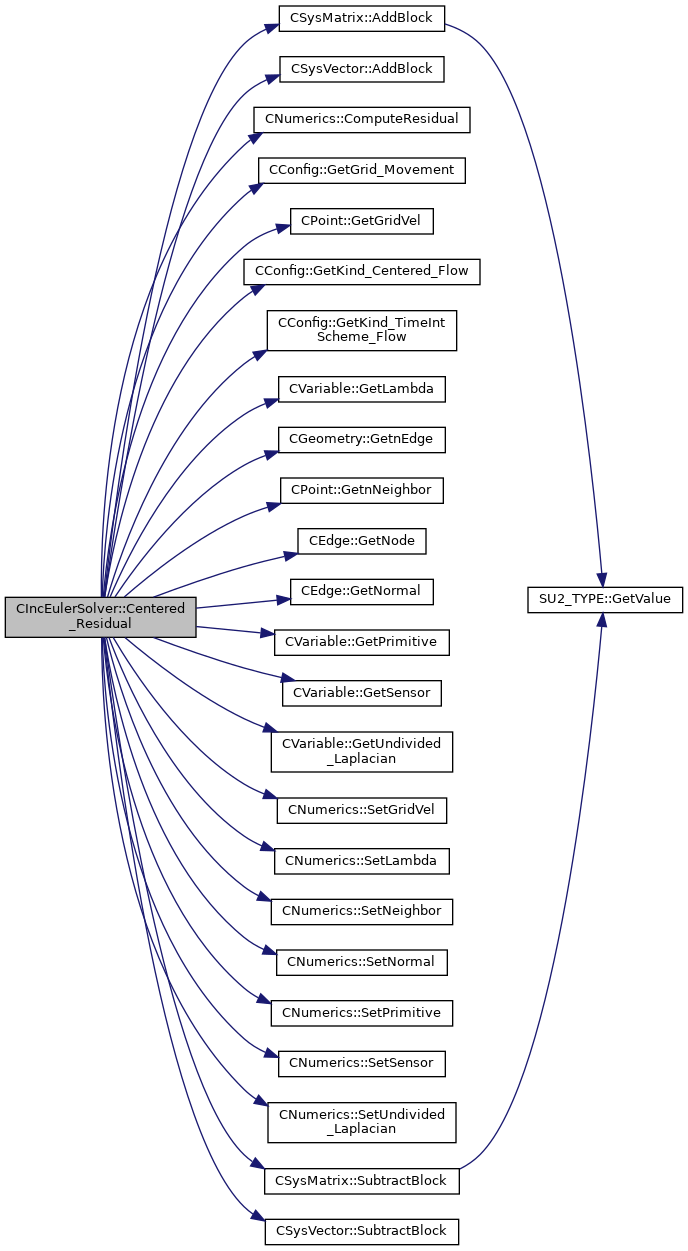 CSysMatrix::AddBlock
CSysVector::AddBlock
CNumerics::ComputeResidual
CConfig::GetGrid_Movement
CPoint::GetGridVel
CConfig::GetKind_Centered_Flow
CConfig::GetKind_TimeInt
Scheme_Flow
CVariable::GetLambda
CGeometry::GetnEdge
CPoint::GetnNeighbor
CEdge::GetNode
CEdge::GetNormal
SU2_TYPE::GetValue
CIncEulerSolver::Centered
_Residual
CVariable::GetPrimitive
CVariable::GetSensor
CVariable::GetUndivided
_Laplacian
CNumerics::SetGridVel
CNumerics::SetLambda
CNumerics::SetNeighbor
CNumerics::SetNormal
CNumerics::SetPrimitive
CNumerics::SetSensor
CNumerics::SetUndivided
_Laplacian
CSysMatrix::SubtractBlock
CSysVector::SubtractBlock